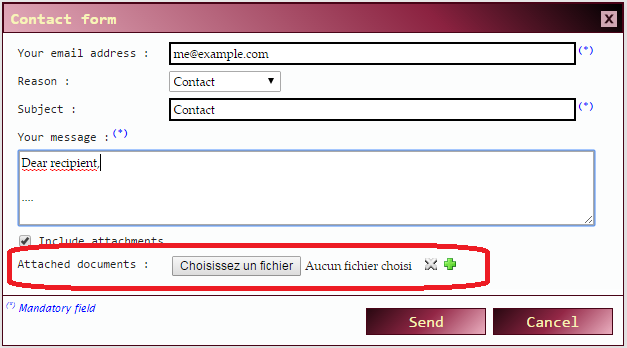 Contact form X
Your email address : me@example.com (*)
Reason : Contact
Subject : Contact (*)
Your message : (*)
Dear recipient,
....
Include attachments
Attached documents : Choisissez un fichier Aucun fichier choisi
(*) Mandatory field
Send Cancel